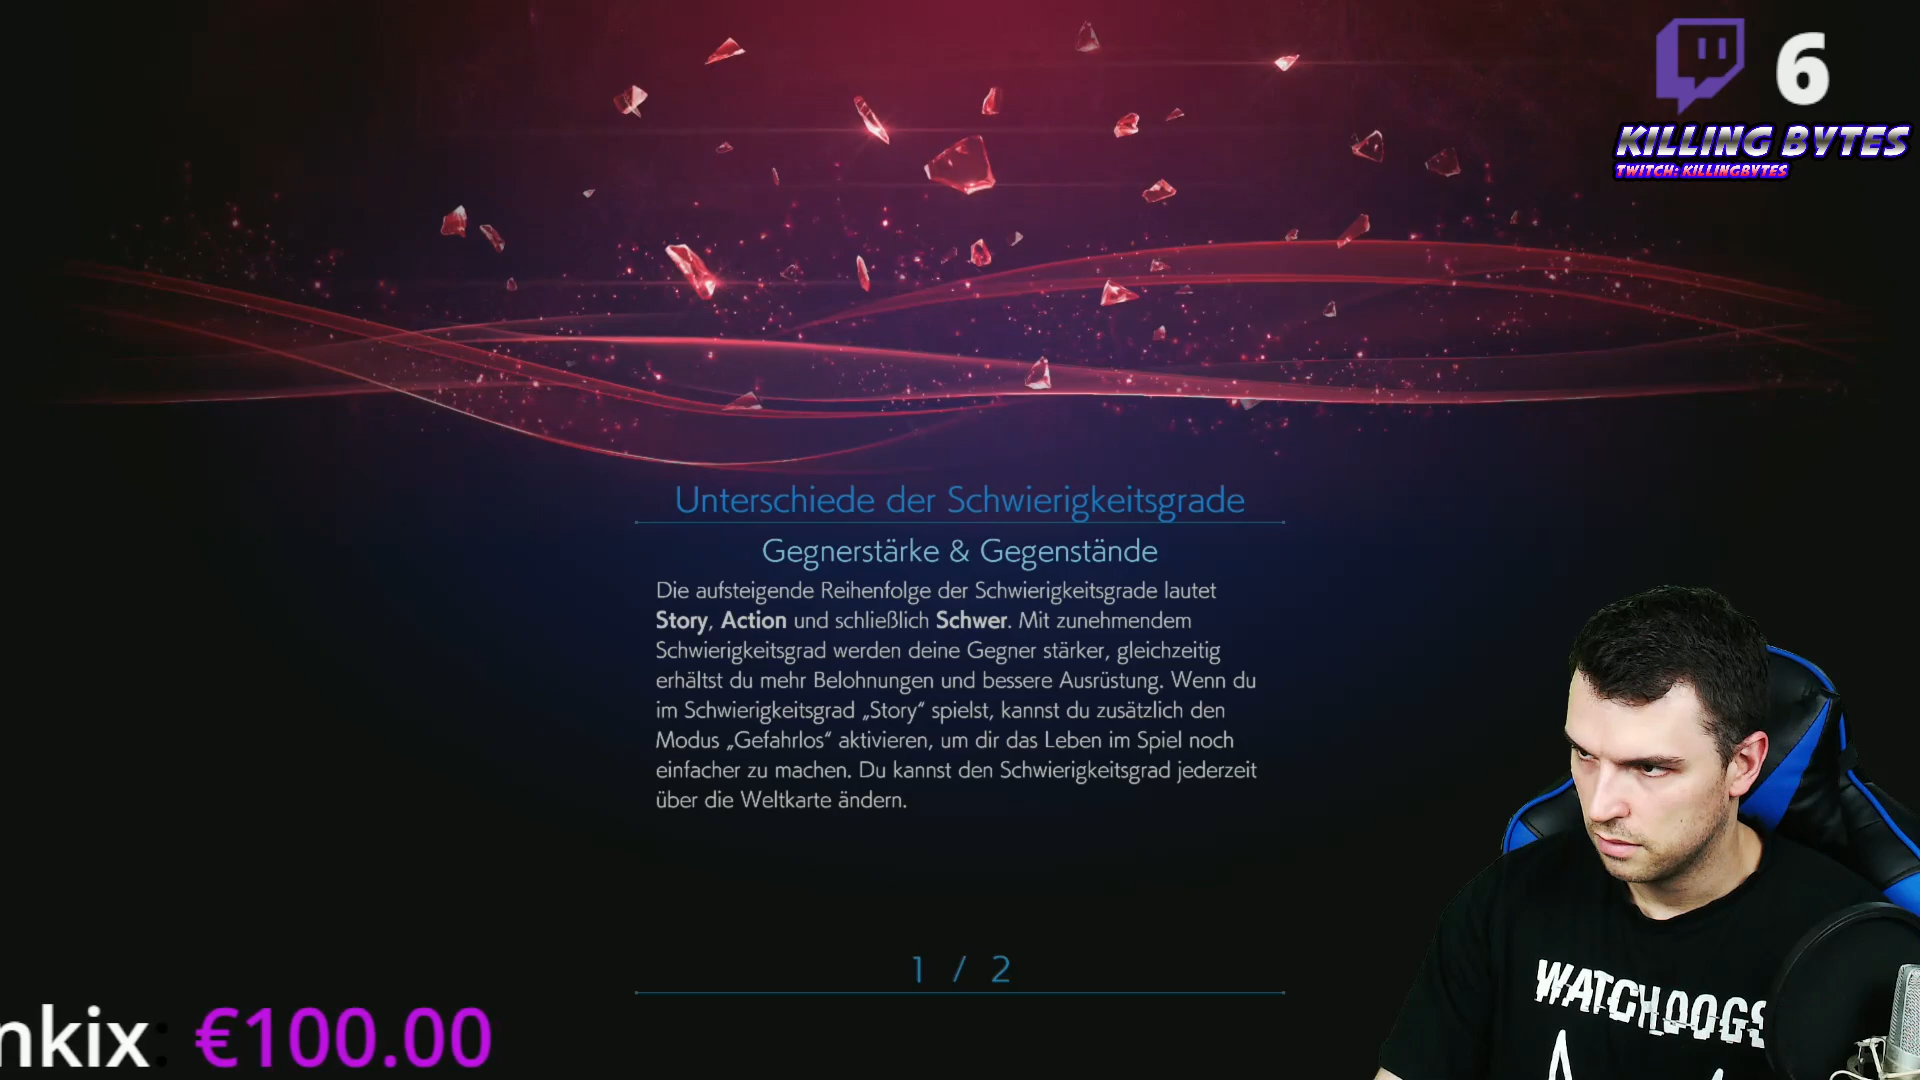 6
KILLING BYTES
TWITCH: KILLINGBYTES
Unterschiede der Schwierigkeitsgrade
Gegnerstärke & Gegenstände
Die aufsteigende Reihenfolge der Schwierigkeitsgrade lautet
Story, Action und schließlich Schwer. Mit zunehmendem
Schwierigkeitsgrad werden deine Gegner stärker, gleichzeitig
erhältst du mehr Belohnungen und bessere Ausrüstung. Wenn du
im Schwierigkeitsgrad „Story“ spielst, kannst du zusätzlich den
Modus „Gefahrlos“ aktivieren, um dir das Leben im Spiel noch
einfacher zu machen. Du kannst den Schwierigkeitsgrad jederzeit
über die Weltkarte ändern.
1 / 2
nkix: €100.00
WATCH_DOGS